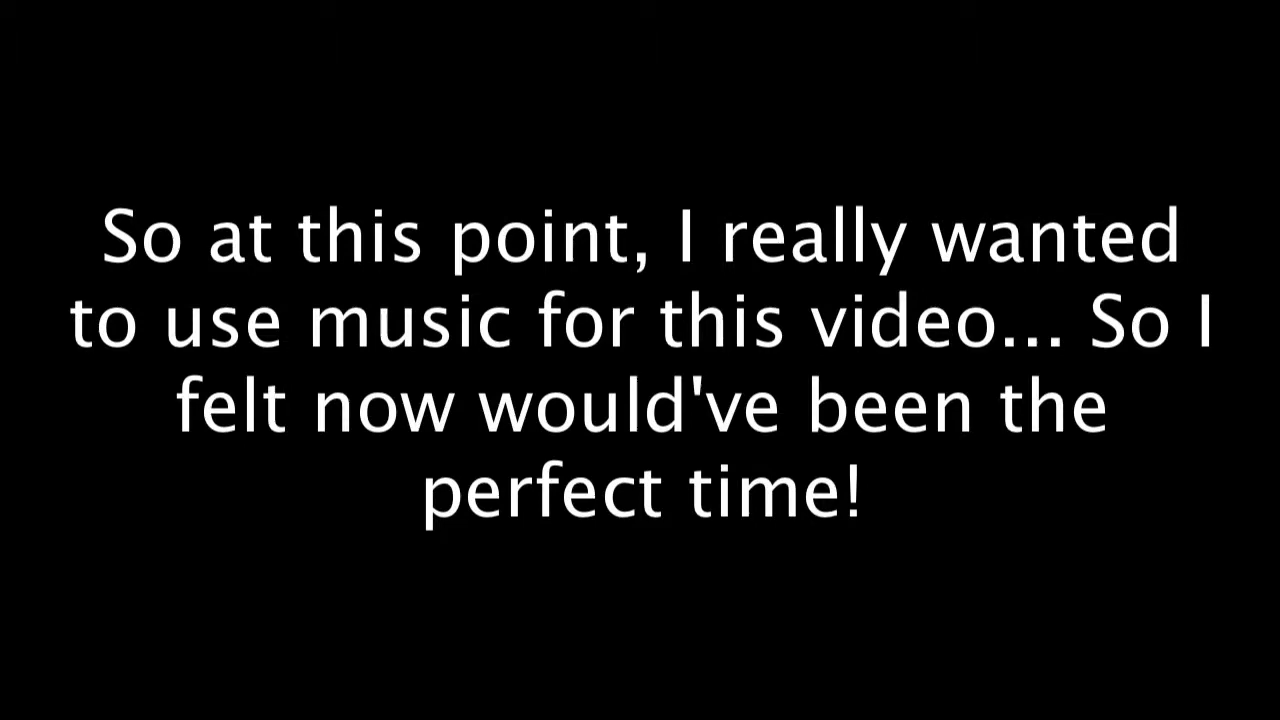 So at this point, I really wanted
to use music for this video... So I
felt now would've been the
perfect time!